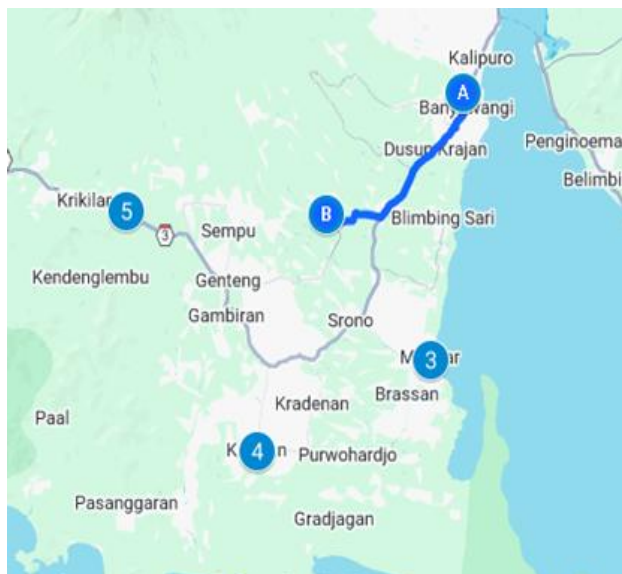 Kalipuro
A
Dusun Krajan
Penginoema
Belimbi
Krikilan
5
3
B
Blimbing Sari
Sempu
Kendenglembu
Genteng
Gambiran
Srono
3
Brassan
Kradenan
Paal
4
Purwohardjo
Pasanggaran
Gradjagan